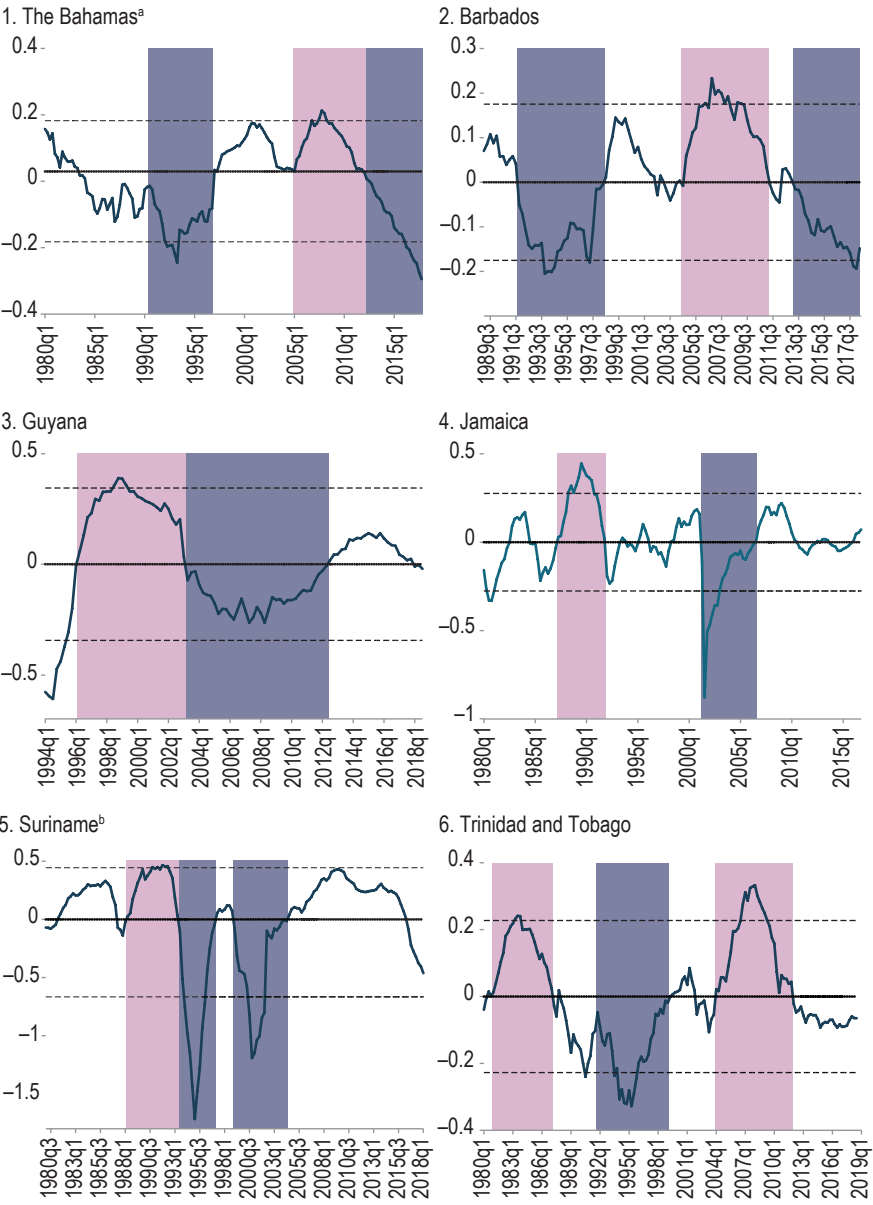 1. The Bahamasᵃ
0.4
0.2
0
–0.2
–0.4
1980q1
1985q1
1990q1
1995q1
2000q1
2005q1
2010q1
2015q1
2. Barbados
0.3
0.2
0.1
0
–0.1
–0.2
1989q3
1991q3
1993q3
1995q3
1997q3
1999q3
2001q3
2003q3
2005q3
2007q3
2009q3
2011q3
2013q3
2015q3
2017q3
3. Guyana
0.5
0
–0.5
1994q1
1996q1
1998q1
2000q1
2002q1
2004q1
2006q1
2008q1
2010q1
2012q1
2014q1
2016q1
2018q1
4. Jamaica
0.5
0
–0.5
–1
1980q1
1985q1
1990q1
1995q1
2000q1
2005q1
2010q1
2015q1
5. Surinameᵇ
0.5
0
–0.5
–1
–1.5
1980q3
1983q1
1985q3
1988q1
1990q3
1993q1
1995q3
1998q1
2000q3
2003q1
2005q3
2008q1
2010q3
2013q1
2015q3
2018q1
6. Trinidad and Tobago
0.4
0.2
0
–0.2
–0.4
1980q1
1983q1
1986q1
1989q1
1992q1
1995q1
1998q1
2001q1
2004q1
2007q1
2010q1
2013q1
2016q1
2019q1